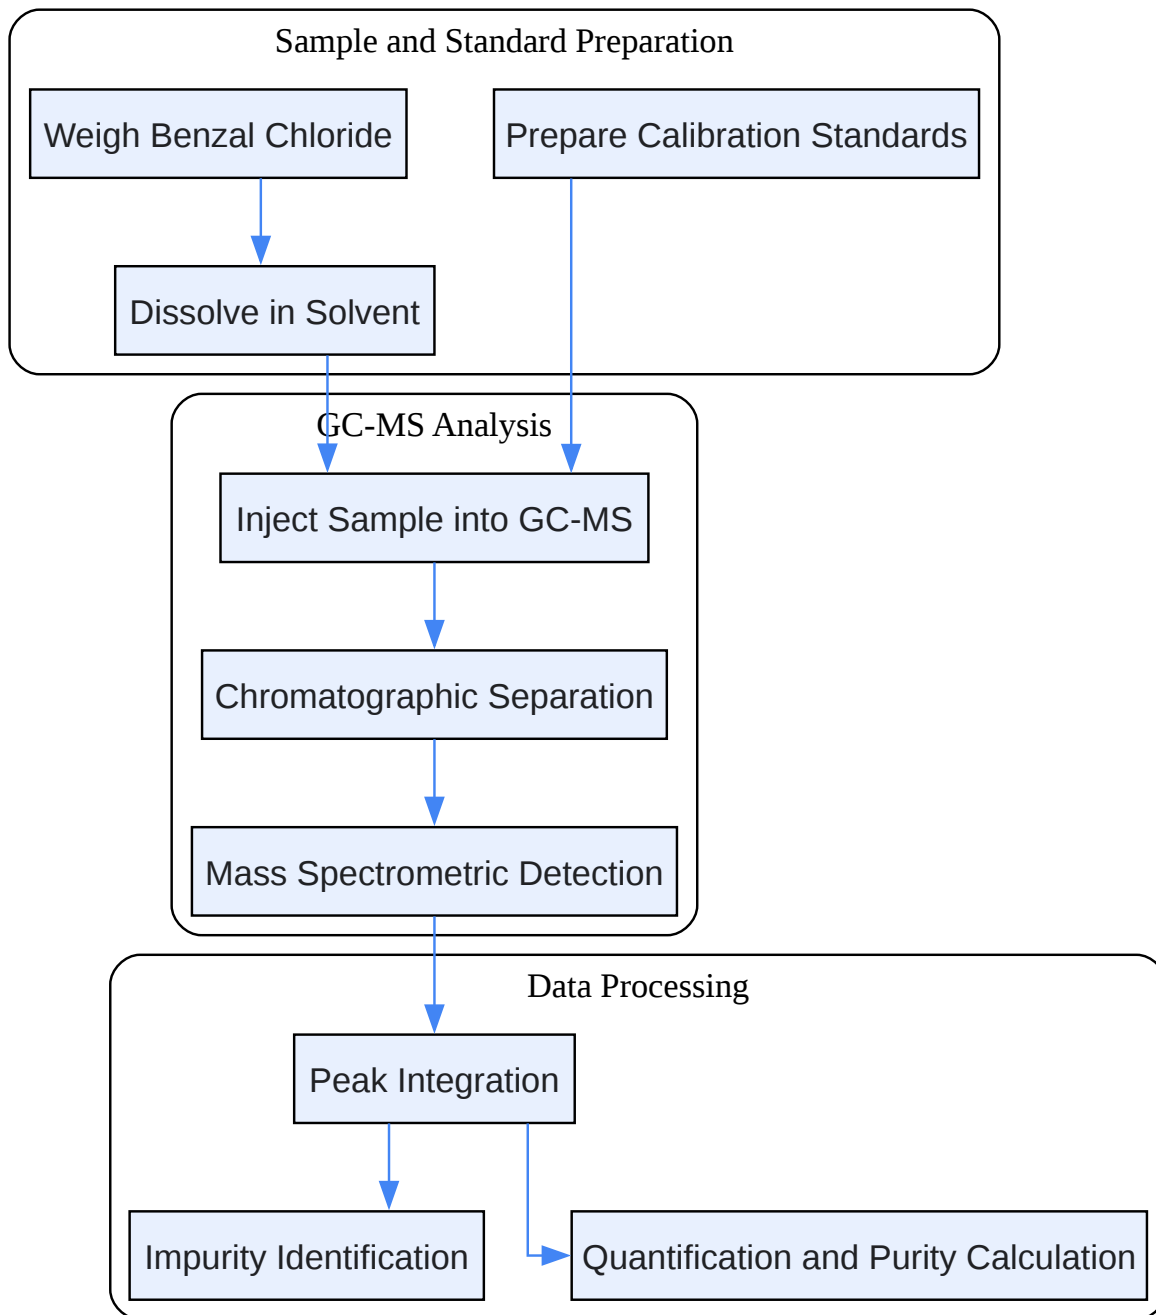 Sample and Standard Preparation
Weigh Benzal Chloride
Prepare Calibration Standards
Dissolve in Solvent
GC-MS Analysis
Inject Sample into GC-MS
Chromatographic Separation
Mass Spectrometric Detection
Data Processing
Peak Integration
Impurity Identification
Quantification and Purity Calculation